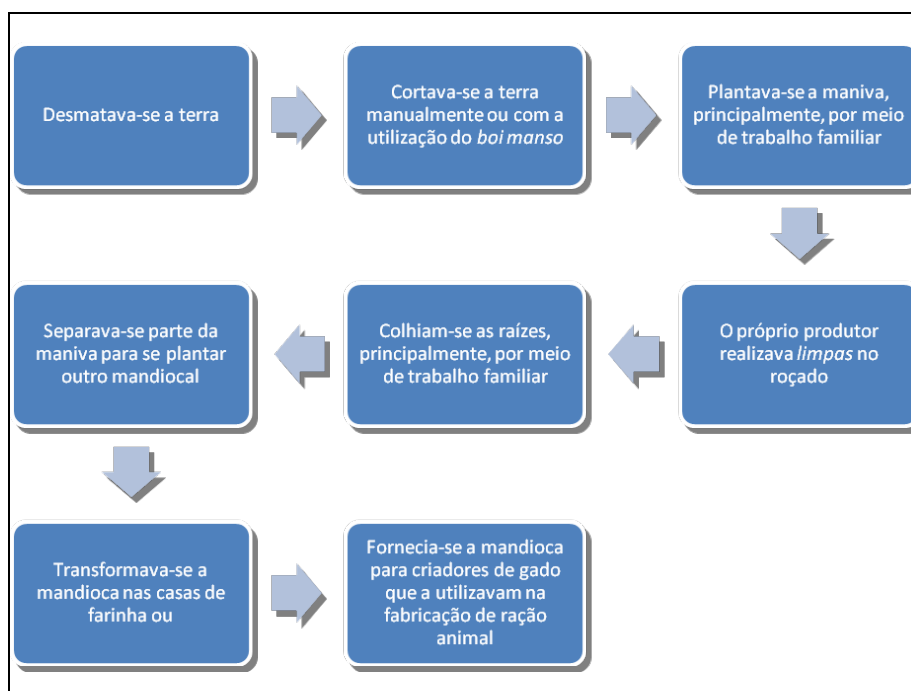 Desmatava-se a terra
Cortava-se a terra
manualmente ou com a
utilização do boi manso
Plantava-se a maniva,
principalmente, por meio
de trabalho familiar
O próprio produtor
realizava limpas no
roçado
Colhiam-se as raízes,
principalmente, por meio
de trabalho familiar
Separava-se parte da
maniva para se plantar
outro mandiocal
Transformava-se a
mandioca nas casas de
farinha ou
Fornecia-se a mandioca
para criadores de gado
que a utilizavam na
fabricação de ração
animal